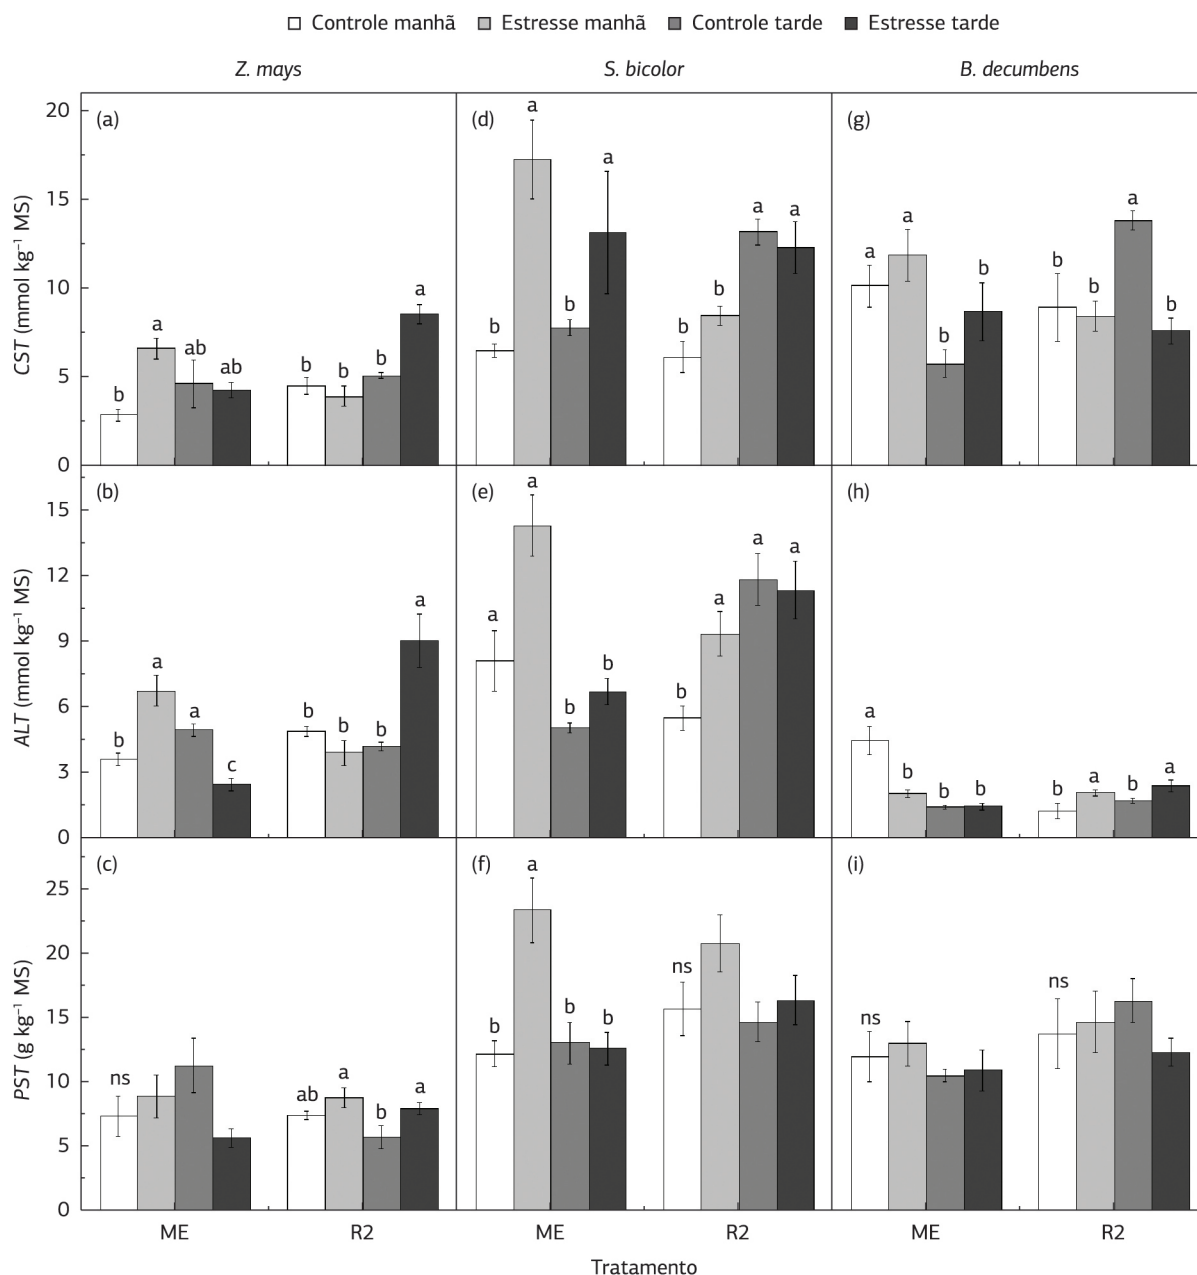 Controle manhã Estresse manhã Controle tarde Estresse tarde
Z. mays S. bicolor B. decumbens
(a) (d) (g)
CST (mmol kg⁻¹ MS)
20
15
10
5
0
b a ab ab b b b a
b a b a b b a a
a a b b b b a b
(b) (e) (h)
ALT (mmol kg⁻¹ MS)
15
12
9
6
3
0
b a a c b b b a
a a b b b a a a
a b b b b a b a
(c) (f) (i)
PST (g kg⁻¹ MS)
25
20
15
10
5
0
ns ab a b a
b a b b ns
ns ns
ME R2 ME R2 ME R2
Tratamento